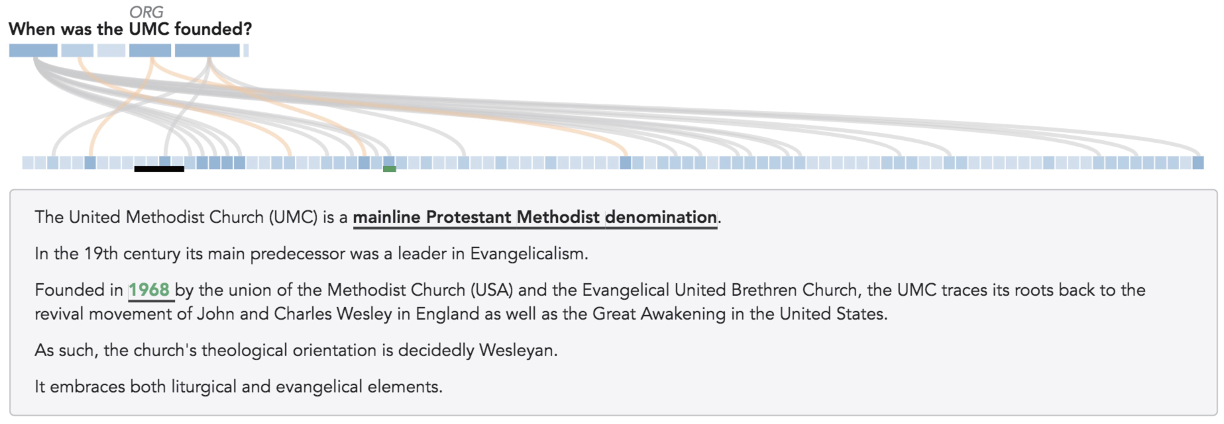 ORG
When was the UMC founded?
The United Methodist Church (UMC) is a mainline Protestant Methodist denomination.
In the 19th century its main predecessor was a leader in Evangelicalism.
Founded in 1968 by the union of the Methodist Church (USA) and the Evangelical United Brethren Church, the UMC traces its roots back to the
revival movement of John and Charles Wesley in England as well as the Great Awakening in the United States.
As such, the church's theological orientation is decidedly Wesleyan.
It embraces both liturgical and evangelical elements.